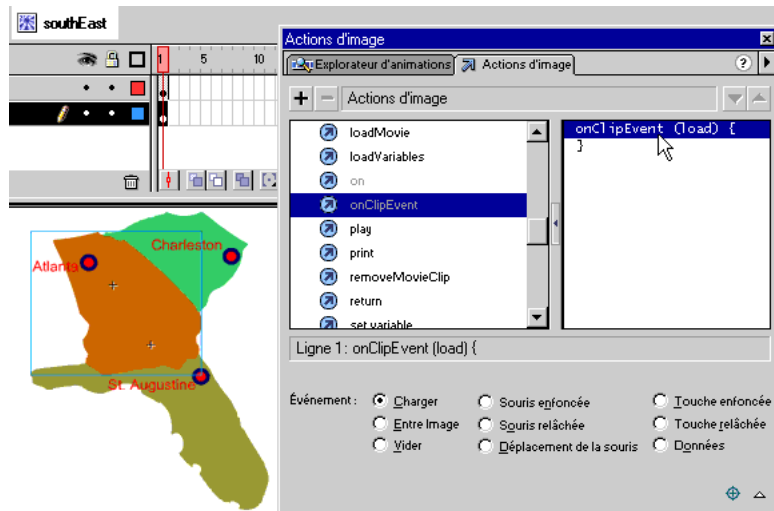 southEast
Actions d'image
Explorateur d'animations
Actions d'image
?
1 5 10
+ − Actions d'image
loadMovie
loadVariables
on
onClipEvent
play
print
removeMovieClip
return
set variable
onClipEvent (load) {
}
Ligne 1 : onClipEvent (load) {
Événement :
Charger
Souris enfoncée
Touche enfoncée
Entre Image
Souris relâchée
Touche relâchée
Vider
Déplacement de la souris
Données
Charleston
Atlanta
St. Augustine